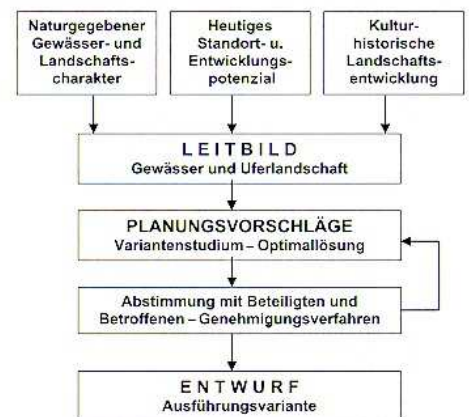 Naturgegebener
Gewässer- und
Landschafts-
charakter
Heutiges
Standort- u.
Entwicklungs-
potenzial
Kultur-
historische
Landschafts-
entwicklung
LEITBILD
Gewässer und Uferlandschaft
PLANUNGSVORSCHLÄGE
Variantenstudium – Optimallösung
Abstimmung mit Beteiligten und
Betroffenen – Genehmigungsverfahren
ENTWURF
Ausführungsvariante